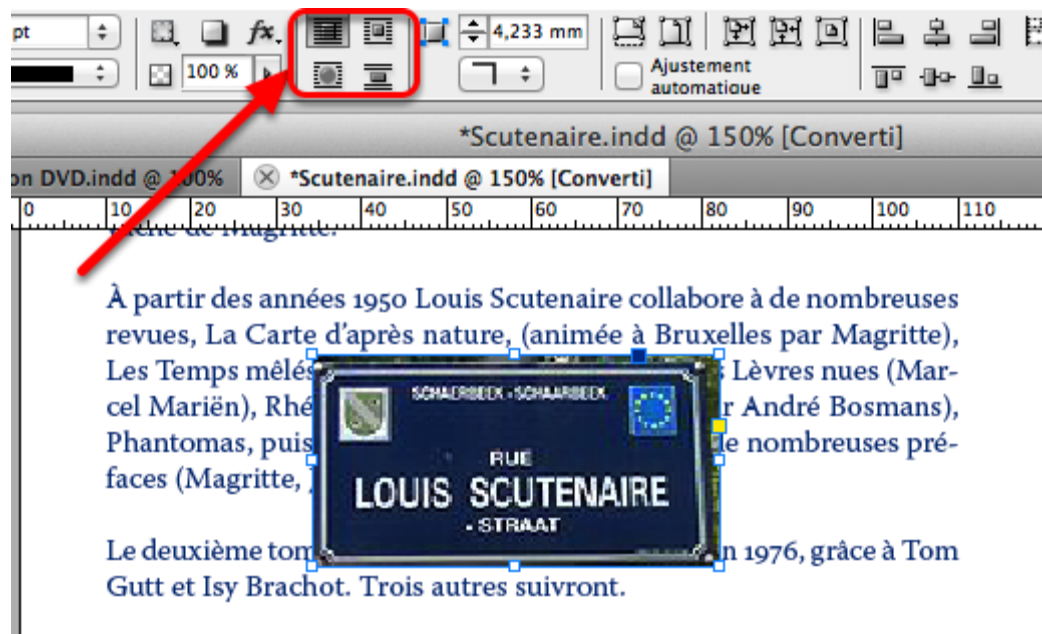 pt
fx.
4,233 mm
100 %
Ajustement
automatique
*Scutenaire.indd @ 150% [Converti]
on DVD.indd @ 100%
*Scutenaire.indd @ 150% [Converti]
0 10 20 30 40 50 60 70 80 90 100 110
Vache de Magritte.
À partir des années 1950 Louis Scutenaire collabore à de nombreuses
revues, La Carte d'après nature, (animée à Bruxelles par Magritte),
Les Temps mêlés Lèvres nues (Mar-
cel Mariën), Rhé André Bosmans),
Phantomas, puis de nombreuses pré-
faces (Magritte,
SCHAERBEEK - SCHAARBEEK
RUE
LOUIS SCUTENAIRE
- STRAAT
Le deuxième tom n 1976, grâce à Tom
Gutt et Isy Brachot. Trois autres suivront.